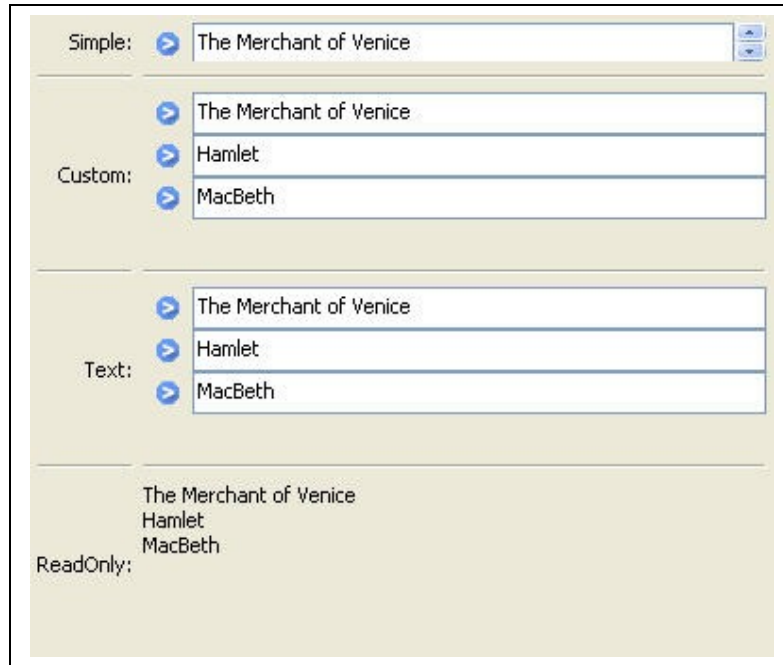 Simple: The Merchant of Venice
The Merchant of Venice
Hamlet
Custom:
MacBeth
The Merchant of Venice
Hamlet
Text:
MacBeth
The Merchant of Venice
Hamlet
MacBeth
ReadOnly: